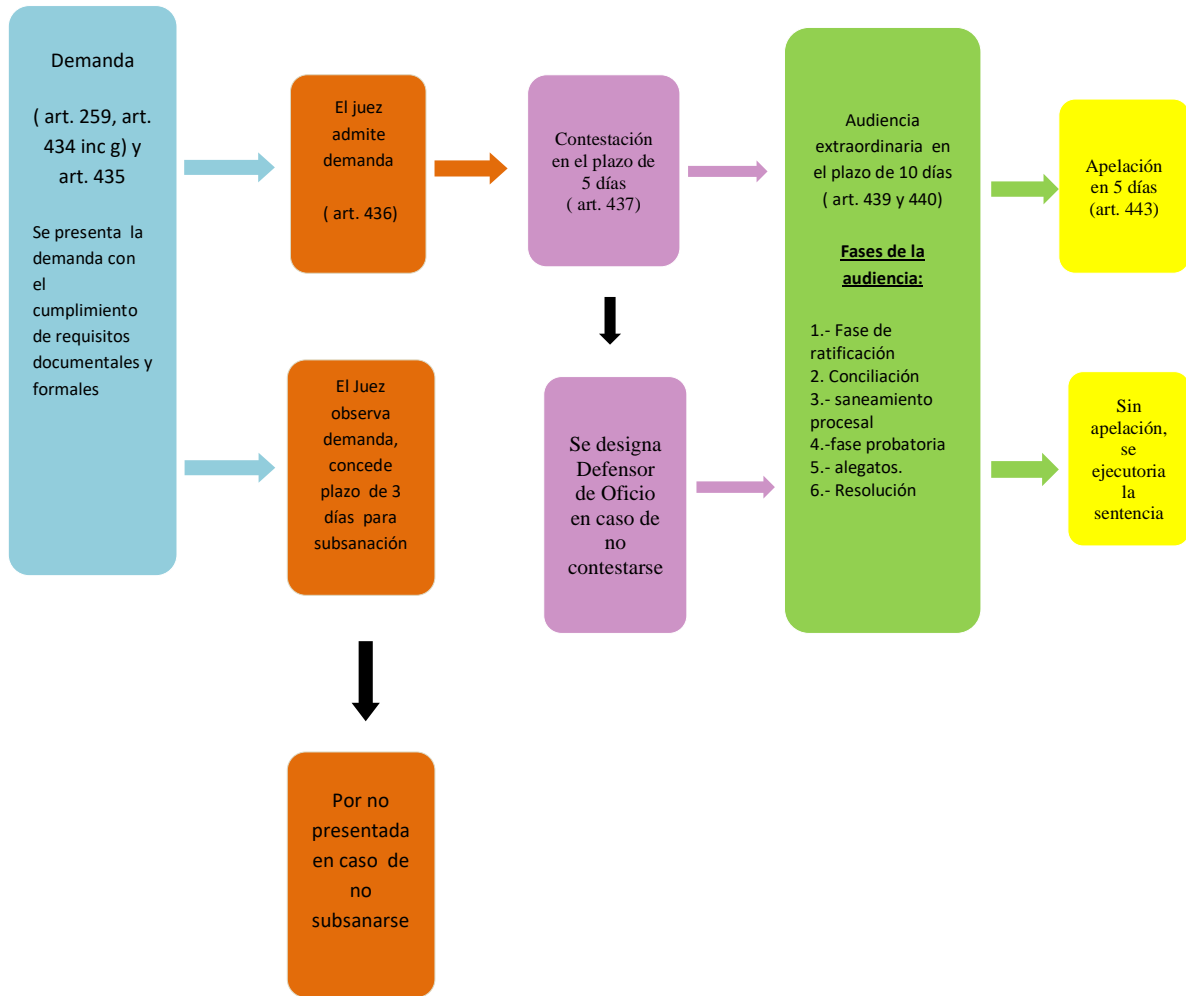 Demanda
( art. 259, art.
434 inc g) y
art. 435
Se presenta la
demanda con
el
cumplimiento
de requisitos
documentales y
formales
El juez
admite
demanda
( art. 436)
El Juez
observa
demanda,
concede
plazo de 3
días para
subsanación
Por no
presentada
en caso de
no
subsanarse
Contestación
en el plazo de
5 días
( art. 437)
Se designa
Defensor
de Oficio
en caso de
no
contestarse
Audiencia
extraordinaria en
el plazo de 10 días
( art. 439 y 440)
Fases de la
audiencia:
1.- Fase de
ratificación
2. Conciliación
3.- saneamiento
procesal
4.-fase probatoria
5.- alegatos.
6.- Resolución
Apelación
en 5 días
(art. 443)
Sin
apelación,
se
ejecutoria
la
sentencia